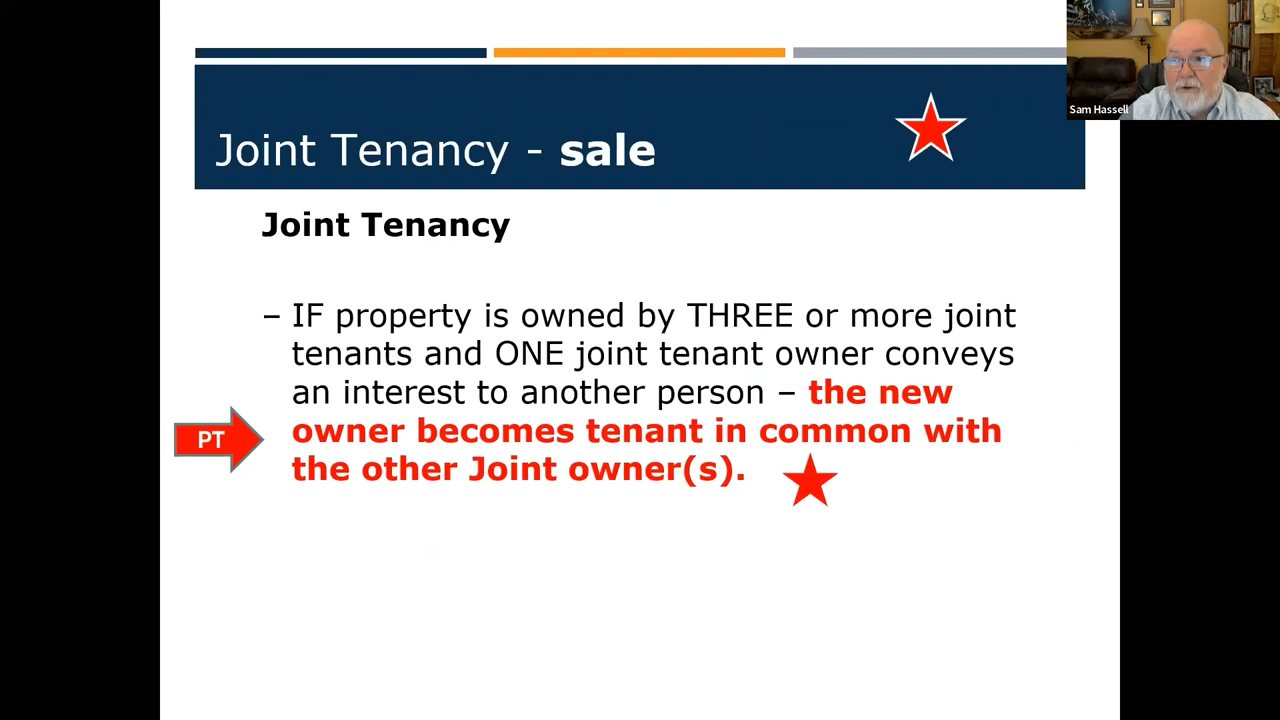 Sam Hassell
Joint Tenancy - sale
Joint Tenancy
– IF property is owned by THREE or more joint
tenants and ONE joint tenant owner conveys
an interest to another person – the new
owner becomes tenant in common with
the other Joint owner(s).
PT